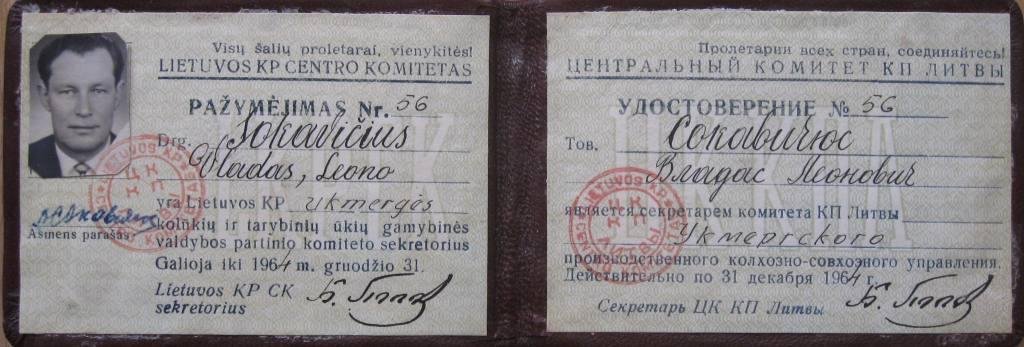 Visų šalių proletarai, vienykitės!
LIETUVOS KP CENTRO KOMITETAS
PAŽYMĖJIMAS Nr. 56
Drg. Sokavičius
Vladas, Leono
yra Lietuvos KP Ukmergės
kolūkių ir tarybinių ūkių gamybinės
valdybos partinio komiteto sekretorius
Galioja iki 1964 m. gruodžio 31.
Asmens parašas
Lietuvos KP CK
sekretorius
Пролетарии всех стран, соединяйтесь!
ЦЕНТРАЛЬНЫЙ КОМИТЕТ КП ЛИТВЫ
УДОСТОВЕРЕНИЕ № 56
Тов. Сокавичюс
Владас Леонович
является секретарем комитета КП Литвы
Укмергского
производственного колхозно-совхозного управления.
Действительно по 31 декабря 1964 г.
Секретарь ЦК КП Литвы